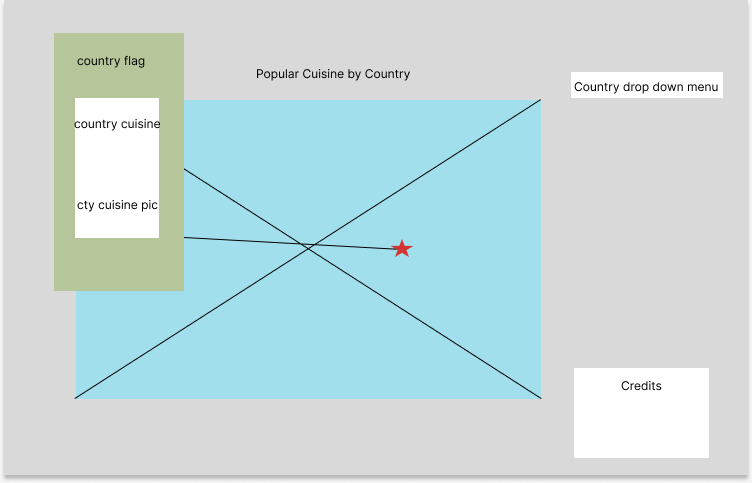 country flag
Popular Cuisine by Country
Country drop down menu
country cuisine
cty cuisine pic
Credits